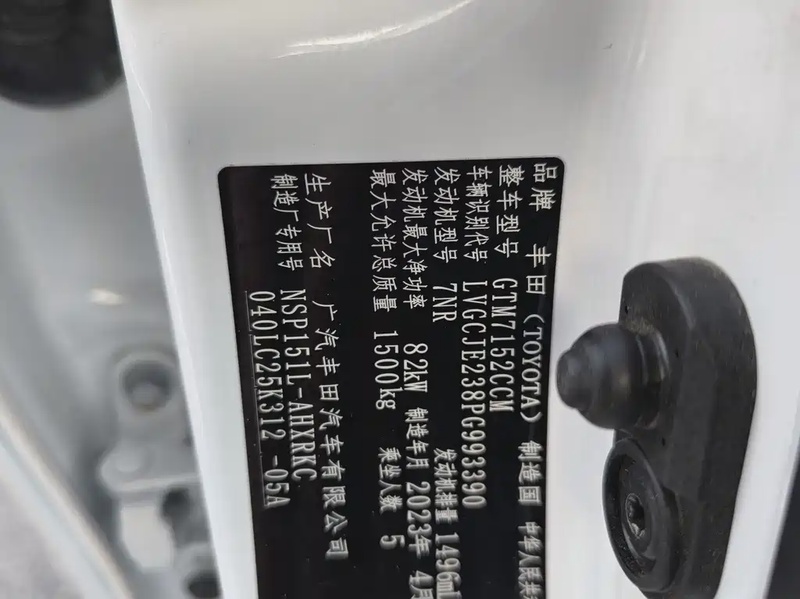 品牌 丰田（TOYOTA） 制造国 中华人民共
整车型号 GTM7152CCM
车辆识别代号 LVGCJE238PG993390
发动机型号 7NR 发动机排量 1496m
发动机最大净功率 82kW 制造年月 2023年 4月
最大允许总质量 1500kg 乘坐人数 5
生产厂名 广汽丰田汽车有限公司
制造厂专用号 NSP151L-AHXRKC
040LC25K312 -05A